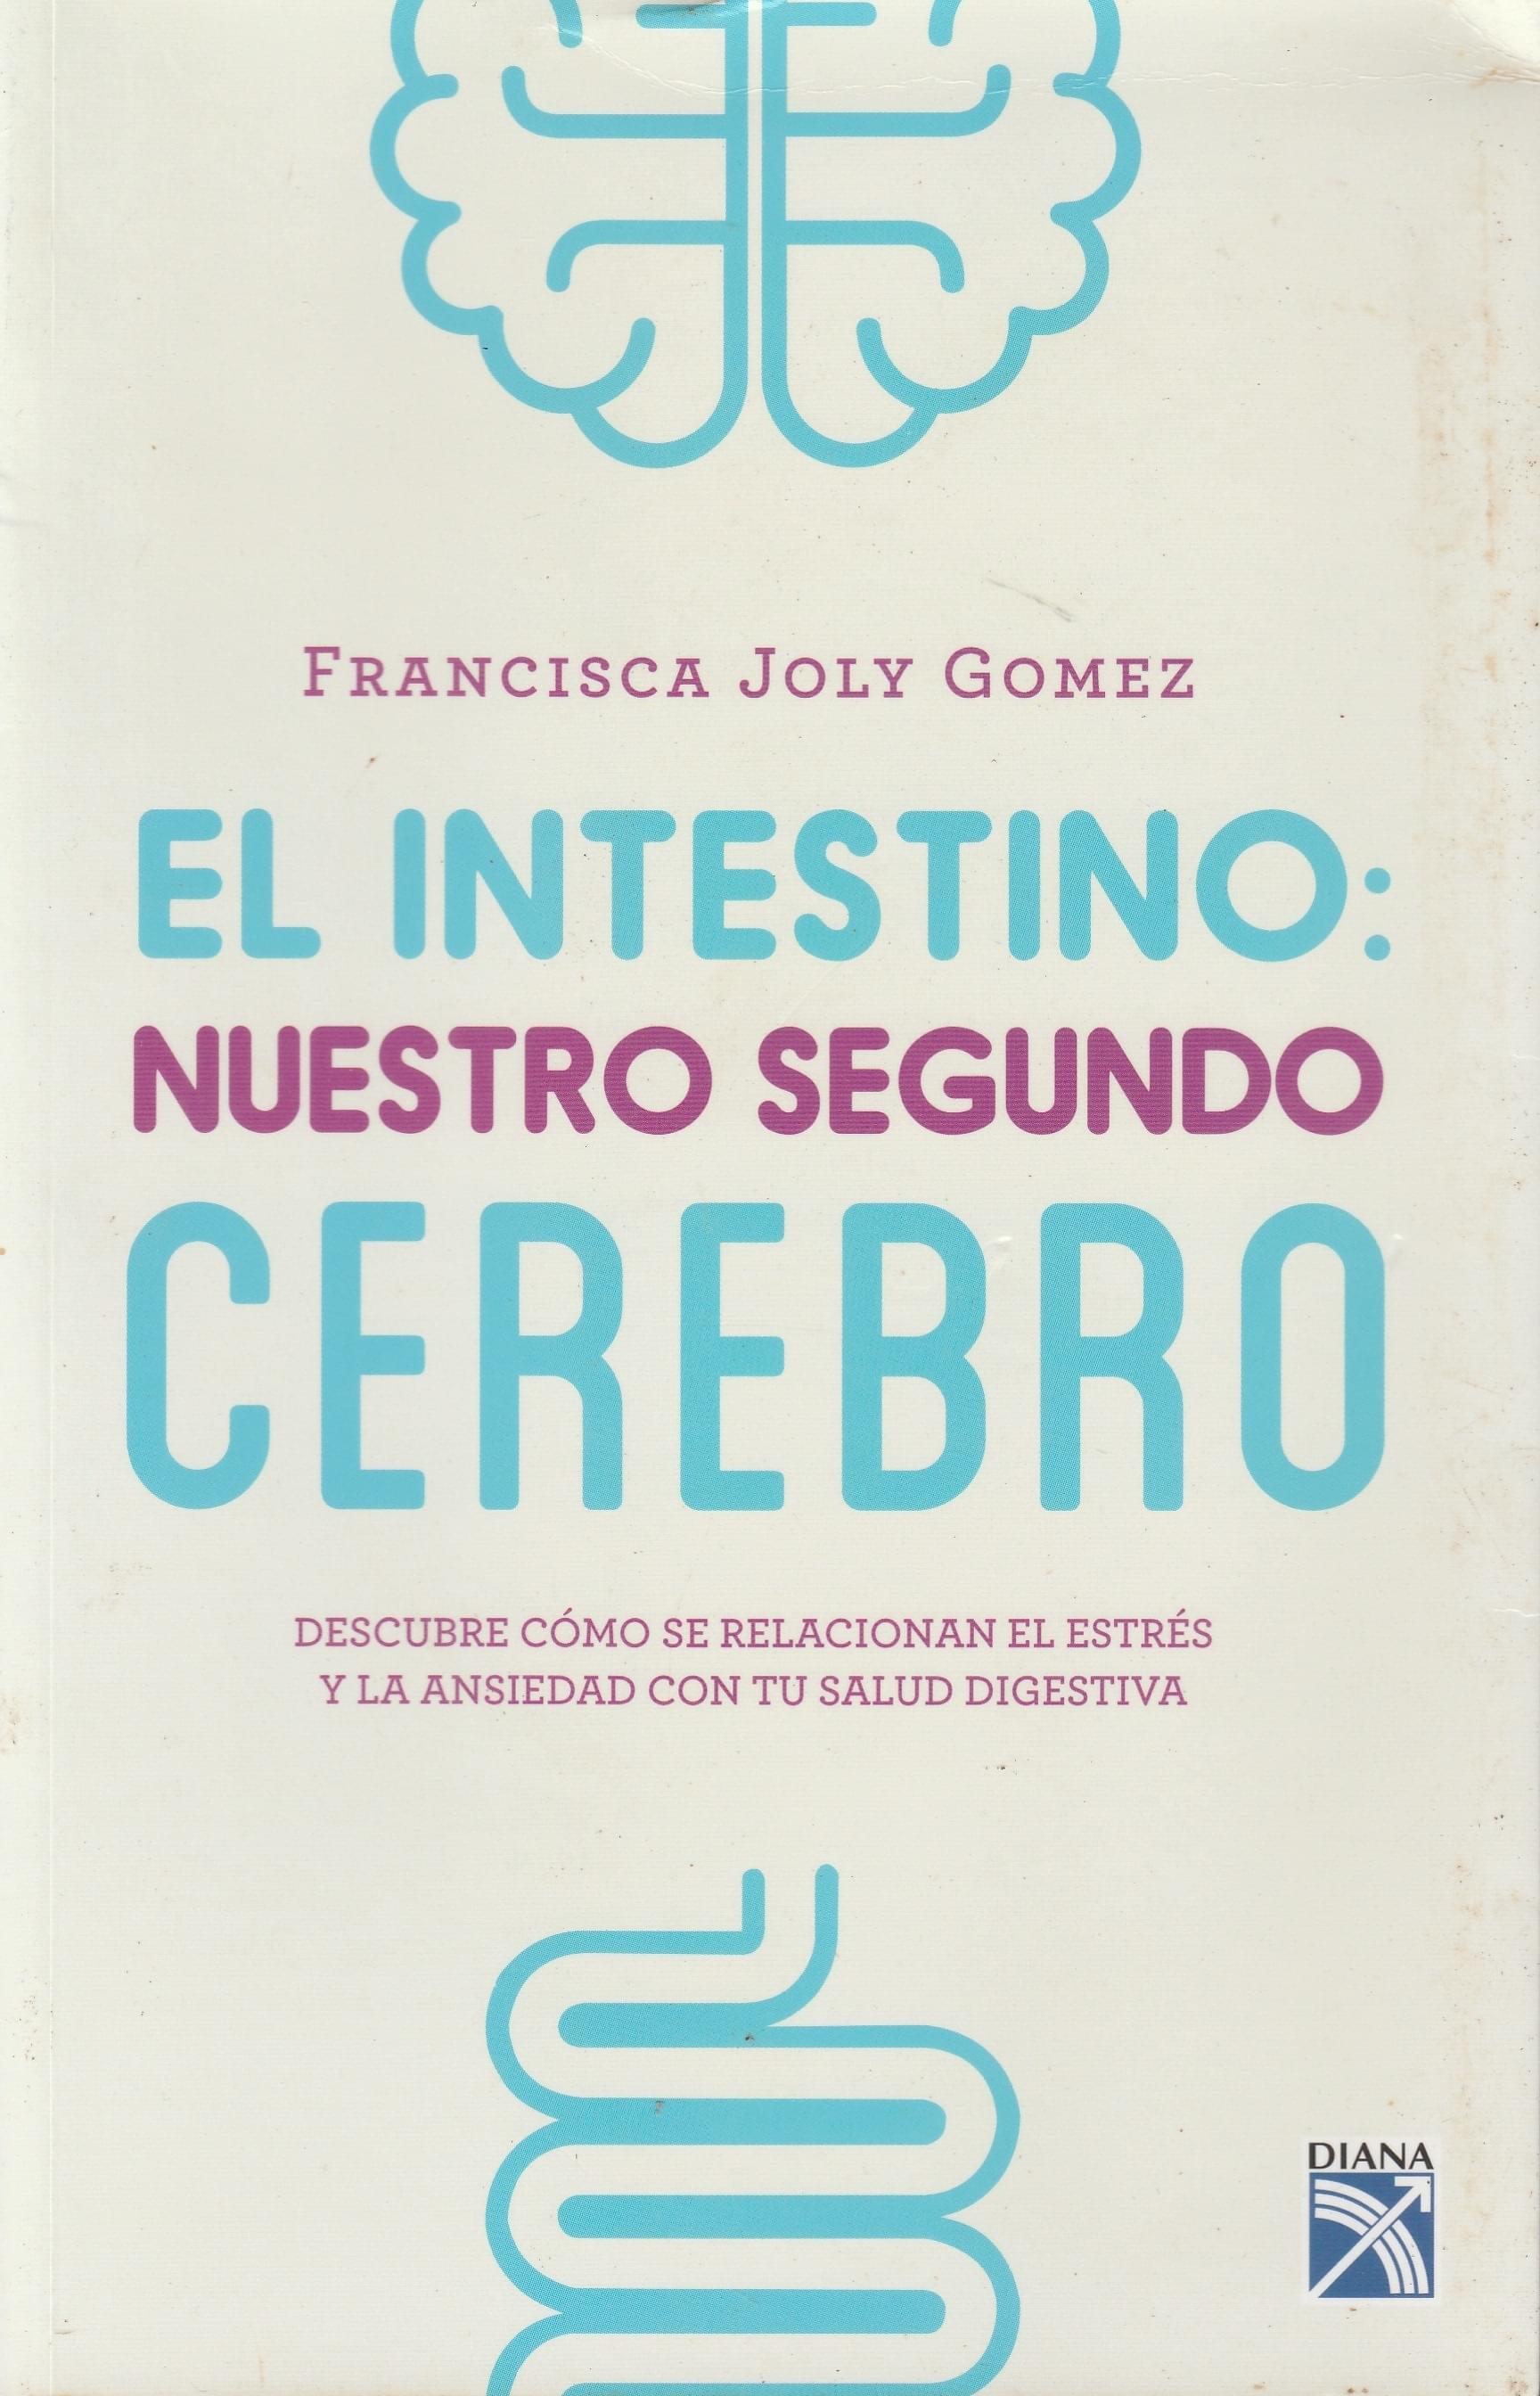 FRANCISCA JOLY GOMEZ
EL INTESTINO:
NUESTRO SEGUNDO
CEREBRO
DESCUBRE CÓMO SE RELACIONAN EL ESTRÉS
Y LA ANSIEDAD CON TU SALUD DIGESTIVA
DIANA